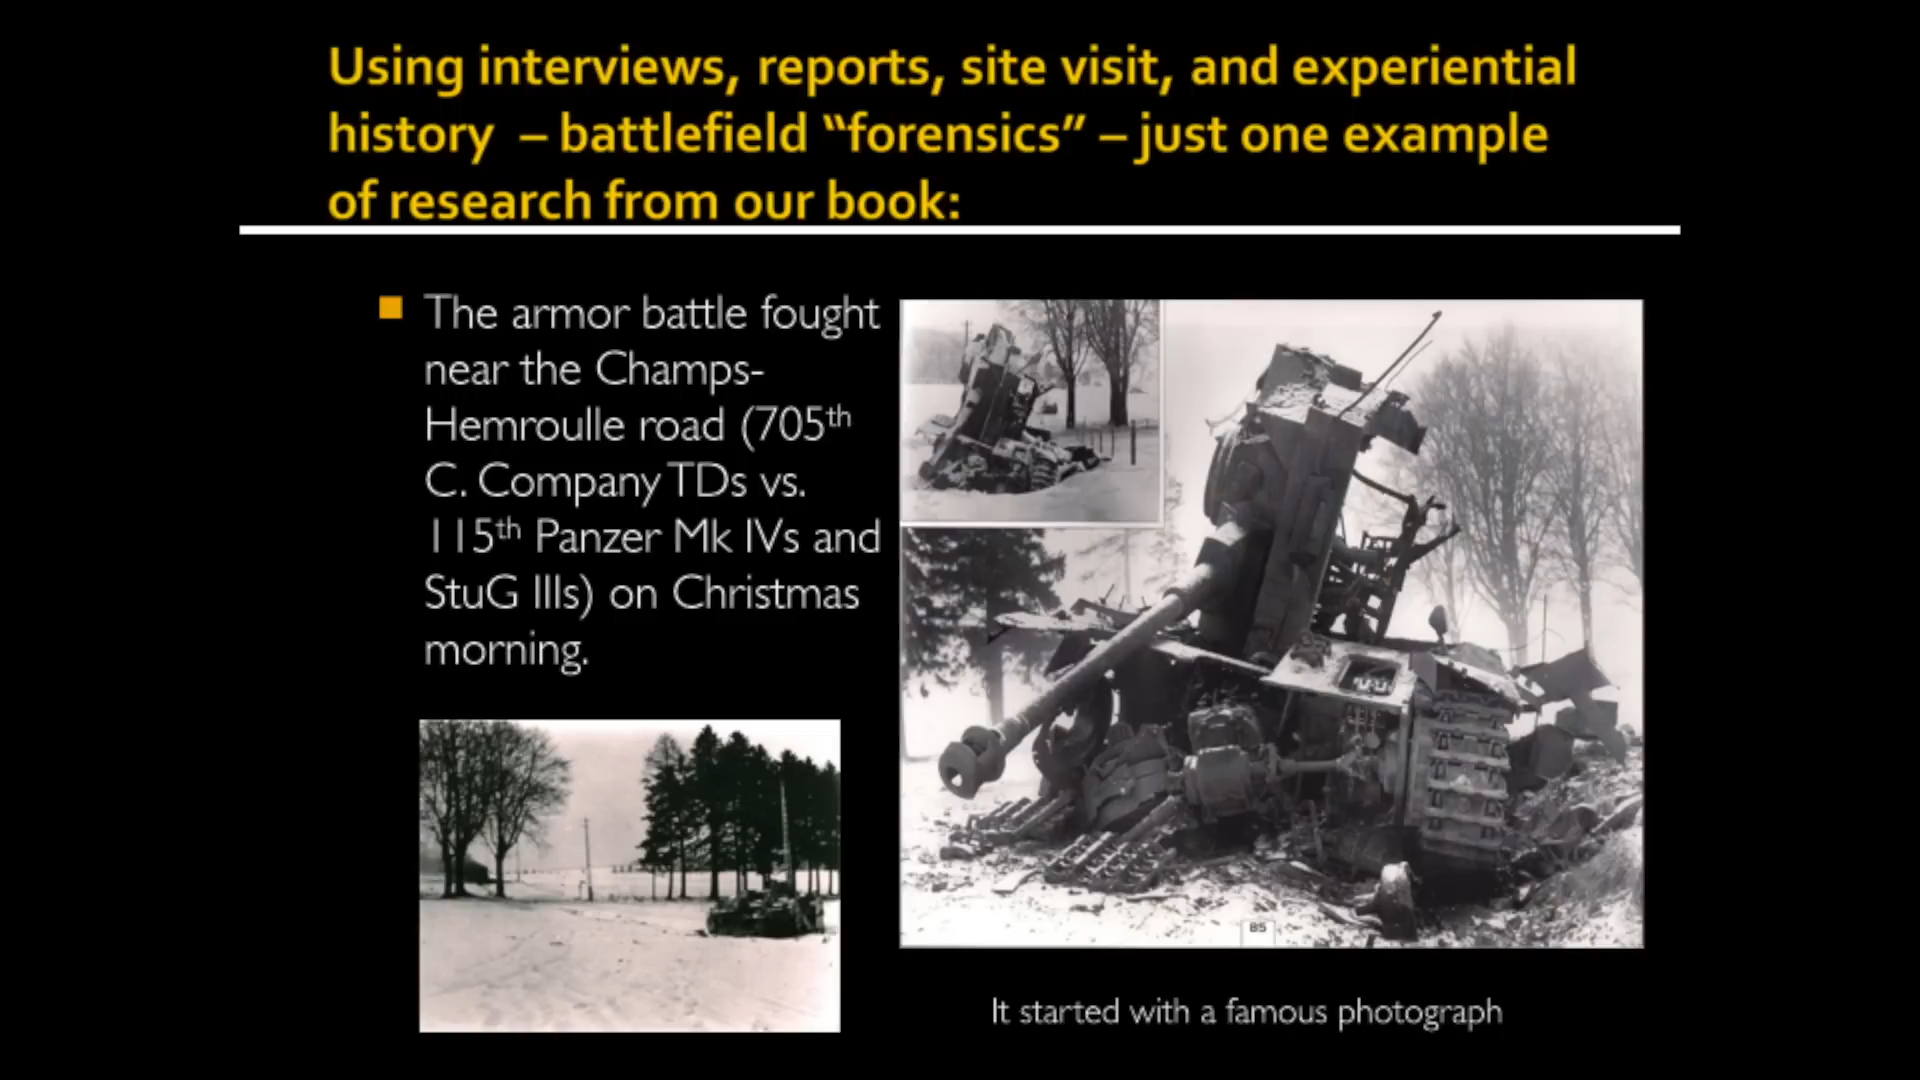 Using interviews, reports, site visit, and experiential
history – battlefield “forensics” – just one example
of research from our book:
The armor battle fought
near the Champs-
Hemroulle road (705th
C. Company TDs vs.
115th Panzer Mk IVs and
StuG IIIs) on Christmas
morning.
85
It started with a famous photograph